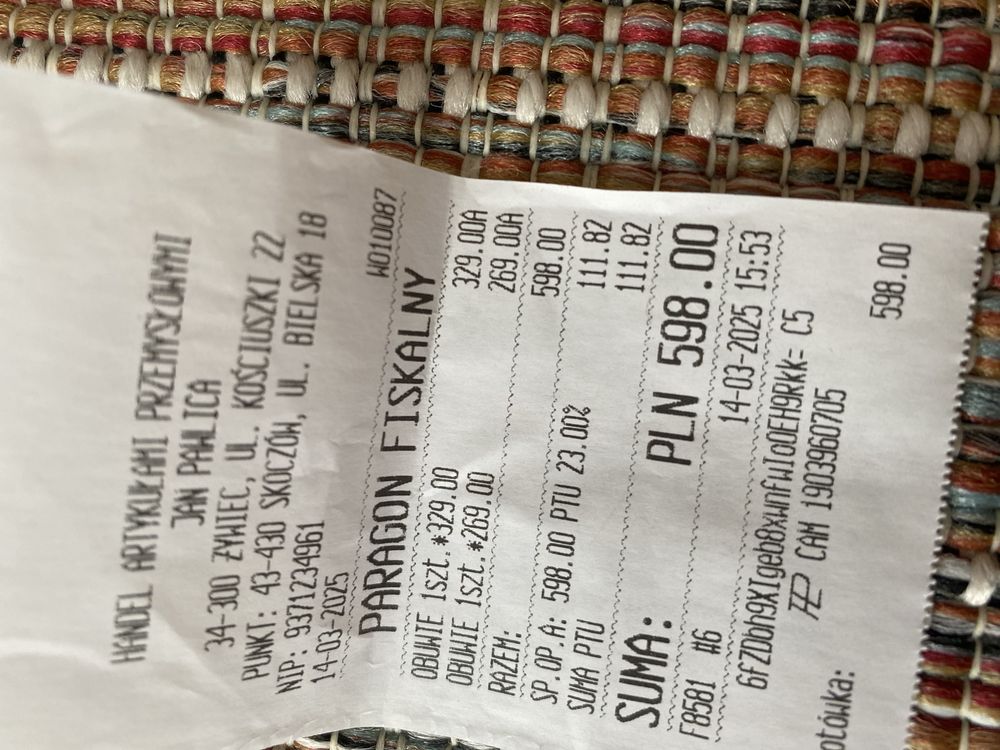 HANDEL ARTYKUŁAMI PRZEMYSŁOWYMI
JAN PAWLICA
34-300 ŻYWIEC, UL. KOŚCIUSZKI 22
PUNKT: 43-430 SKOCZÓW, UL. BIELSKA 18
NIP: 9371234961
14-03-2025 W010087
PARAGON FISKALNY
OBUWIE 1szt.*329.00 329.00A
OBUWIE 1szt.*269.00 269.00A
RAZEM: 598.00
SP.OP.A: 598.00 PTU 23.00% 111.82
SUMA PTU 111.82
SUMA: PLN 598.00
F8581 #6 14-03-2025 15:53
6FZDbh9XIgeb8xwnfwIoOEH9RKK= C5
CAM 1903960705
otówka: 598.00